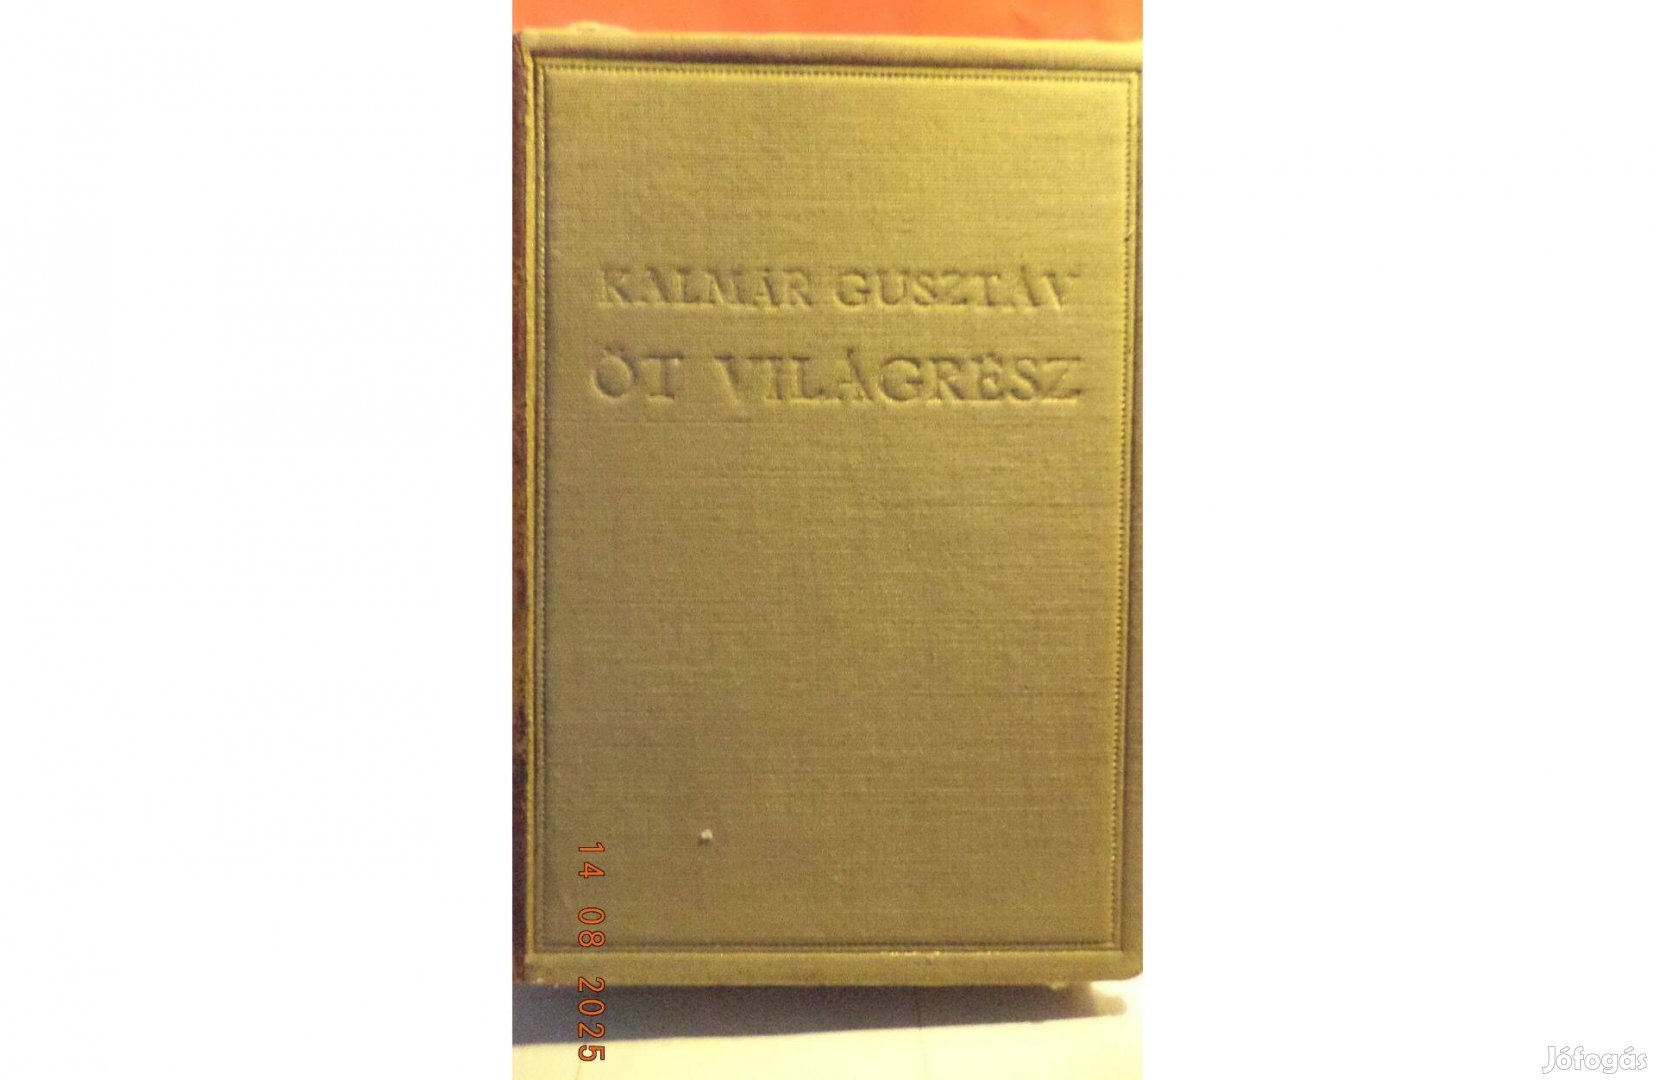 KALMÁR GUSZTÁV
ÖT VILÁGRÉSZ
14 08 2025
Jófogás